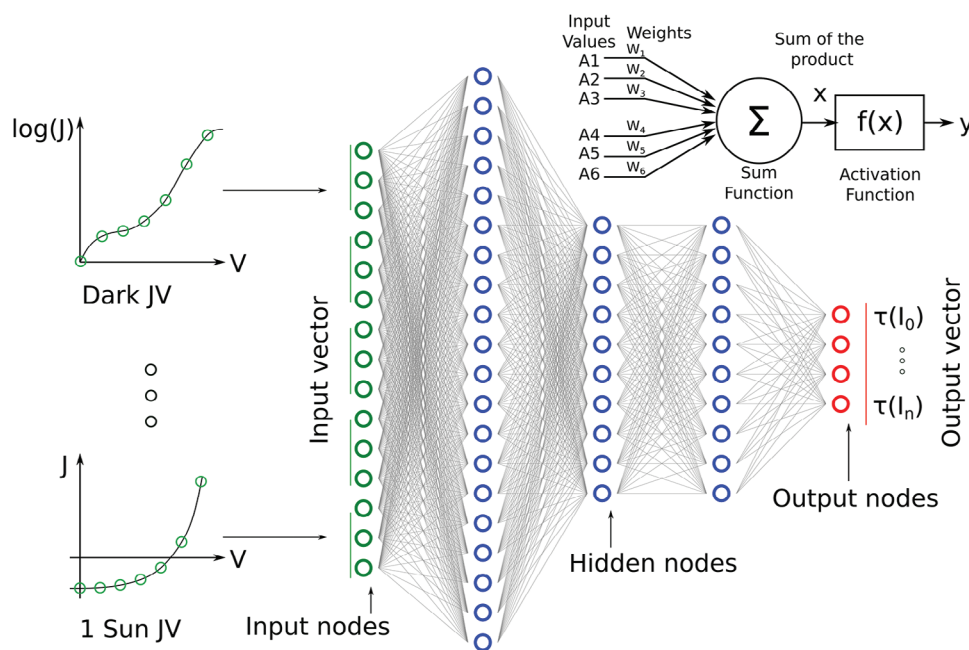 Input
Values
Weights
A1
A2
A3
A4
A5
A6
W1
W2
W3
W4
W5
W6
Σ
Sum
Function
Sum of the
product
x
f(x)
y
Activation
Function
log(J)
V
Dark JV
J
V
1 Sun JV
Input vector
Input nodes
Hidden nodes
Output nodes
τ(I0)
τ(In)
Output vector